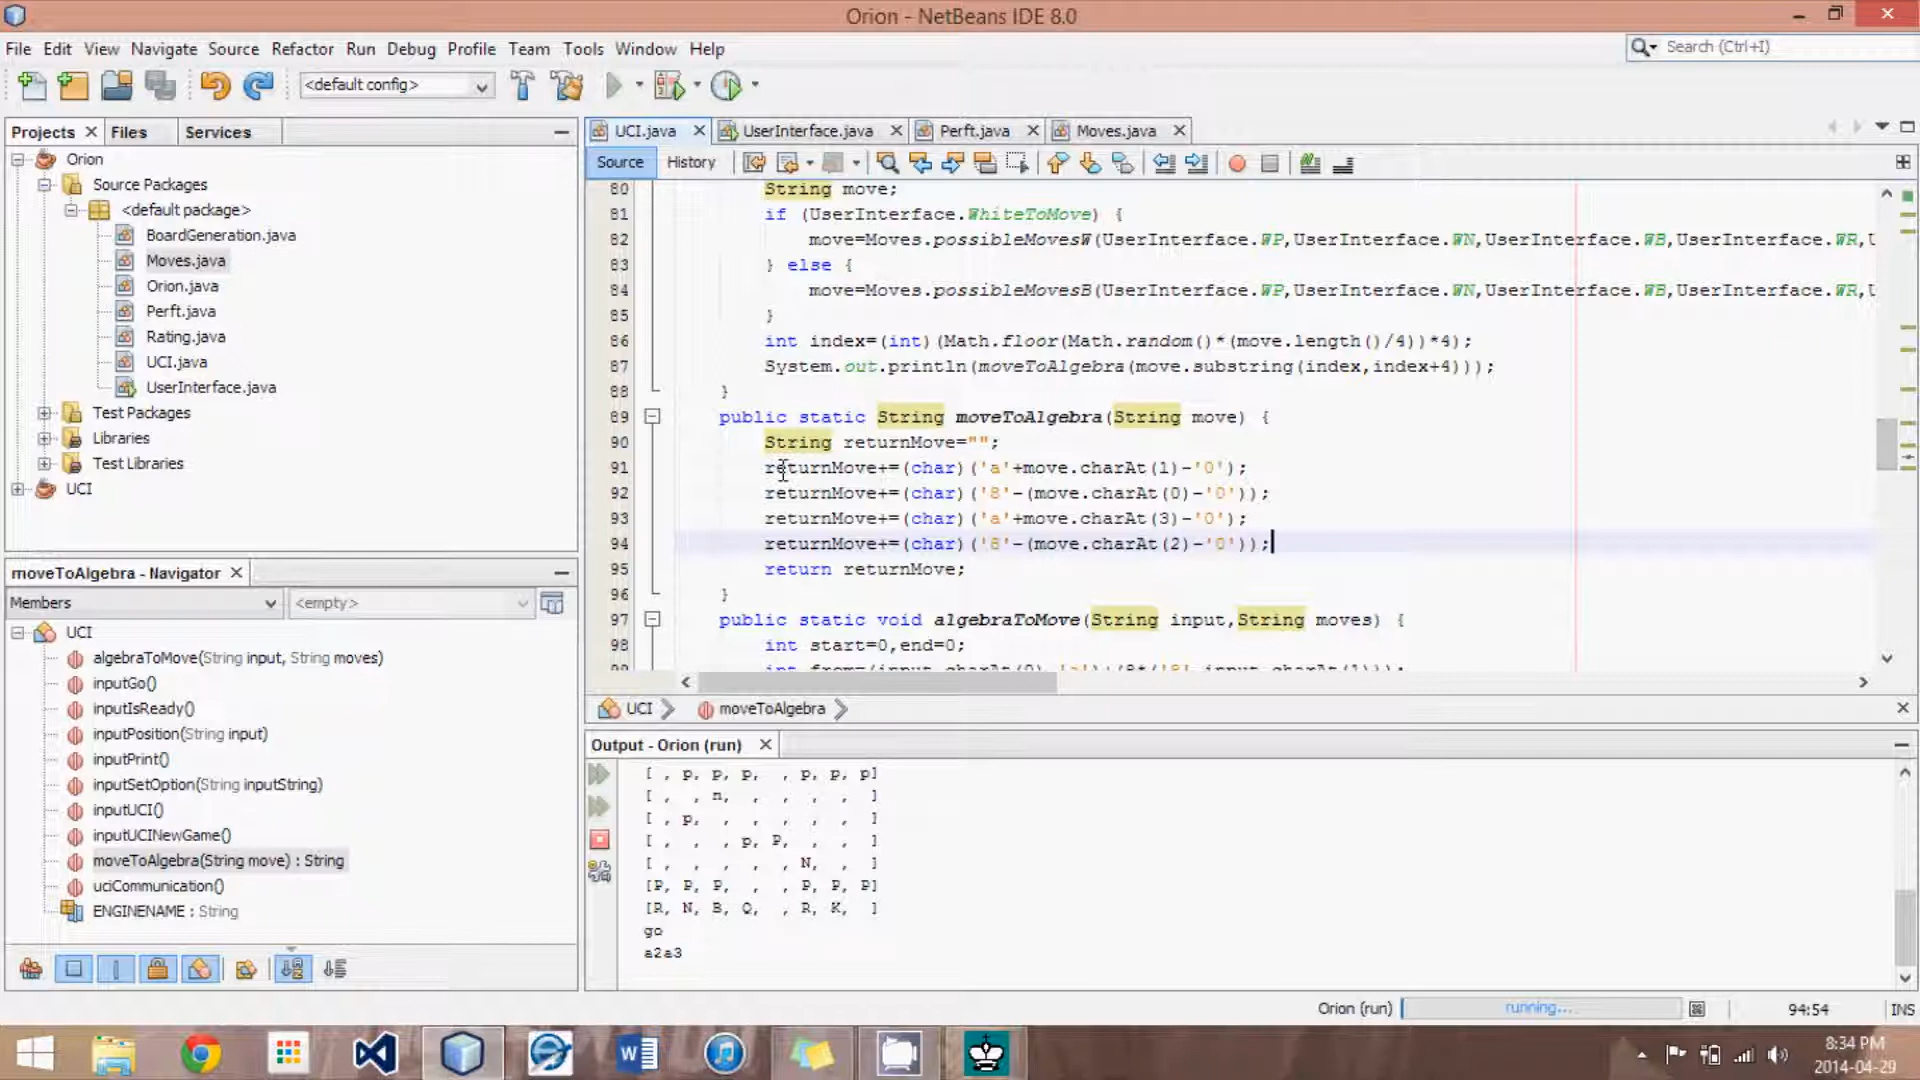 Orion - NetBeans IDE 8.0
File Edit View Navigate Source Refactor Run Debug Profile Team Tools Window Help
Search (Ctrl+I)
<default config>
Projects Files Services
UCI.java UserInterface.java Perft.java Moves.java
Source History
Orion
Source Packages
<default package>
BoardGeneration.java
Moves.java
Orion.java
Perft.java
Rating.java
UCI.java
UserInterface.java
Test Packages
Libraries
Test Libraries
UCI
80 String move;
81 if (UserInterface.WhiteToMove) {
82 move=Moves.possibleMovesW(UserInterface.WP,UserInterface.WN,UserInterface.WB,UserInterface.WR,U
83 } else {
84 move=Moves.possibleMovesB(UserInterface.WP,UserInterface.WN,UserInterface.WB,UserInterface.WR,U
85 }
86 int index=(int)(Math.floor(Math.random()*(move.length()/4))*4);
87 System.out.println(moveToAlgebra(move.substring(index,index+4)));
88 }
89 public static String moveToAlgebra(String move) {
90 String returnMove="";
91 returnMove+=(char)('a'+move.charAt(1)-'0');
92 returnMove+=(char)('8'-(move.charAt(0)-'0'));
93 returnMove+=(char)('a'+move.charAt(3)-'0');
94 returnMove+=(char)('8'-(move.charAt(2)-'0'));
95 return returnMove;
96 }
97 public static void algebraToMove(String input,String moves) {
98 int start=0,end=0;
moveToAlgebra - Navigator
Members <empty>
UCI
algebraToMove(String input, String moves)
inputGo()
inputIsReady()
inputPosition(String input)
inputPrint()
inputSetOption(String inputString)
inputUCI()
inputUCINewGame()
moveToAlgebra(String move) : String
uciCommunication()
ENGINENAME : String
UCI moveToAlgebra
Output - Orion (run)
[ , p, p, p, , p, p, p]
[ , , n, , , , , ]
[ , p, , , , , , ]
[ , , , p, P, , , ]
[ , , , , , N, , ]
[P, P, P, , , P, P, P]
[R, N, B, Q, , R, K, ]
go
a2a3
Orion (run) running... 94:54 INS
8:34 PM
2014-04-29